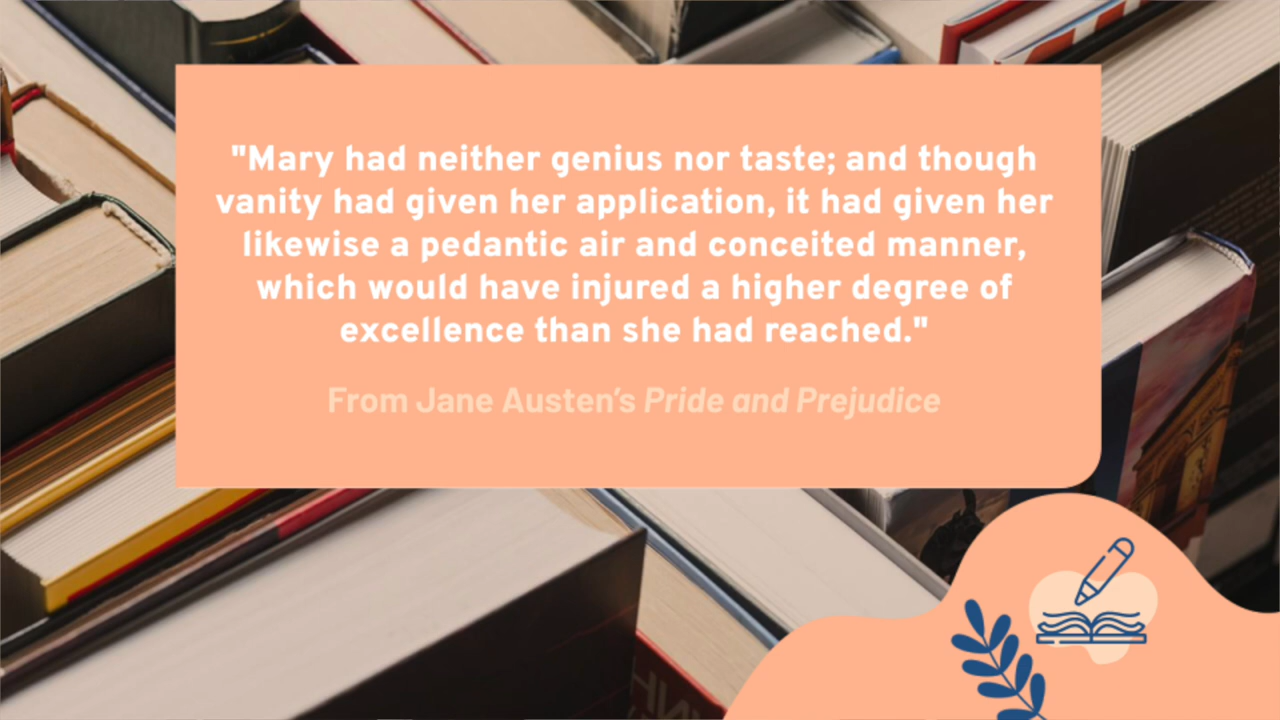 "Mary had neither genius nor taste; and though
vanity had given her application, it had given her
likewise a pedantic air and conceited manner,
which would have injured a higher degree of
excellence than she had reached."
From Jane Austen’s Pride and Prejudice